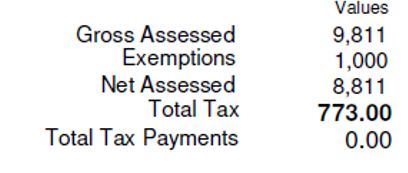 Values
Gross Assessed 9,811
Exemptions 1,000
Net Assessed 8,811
Total Tax 773.00
Total Tax Payments 0.00